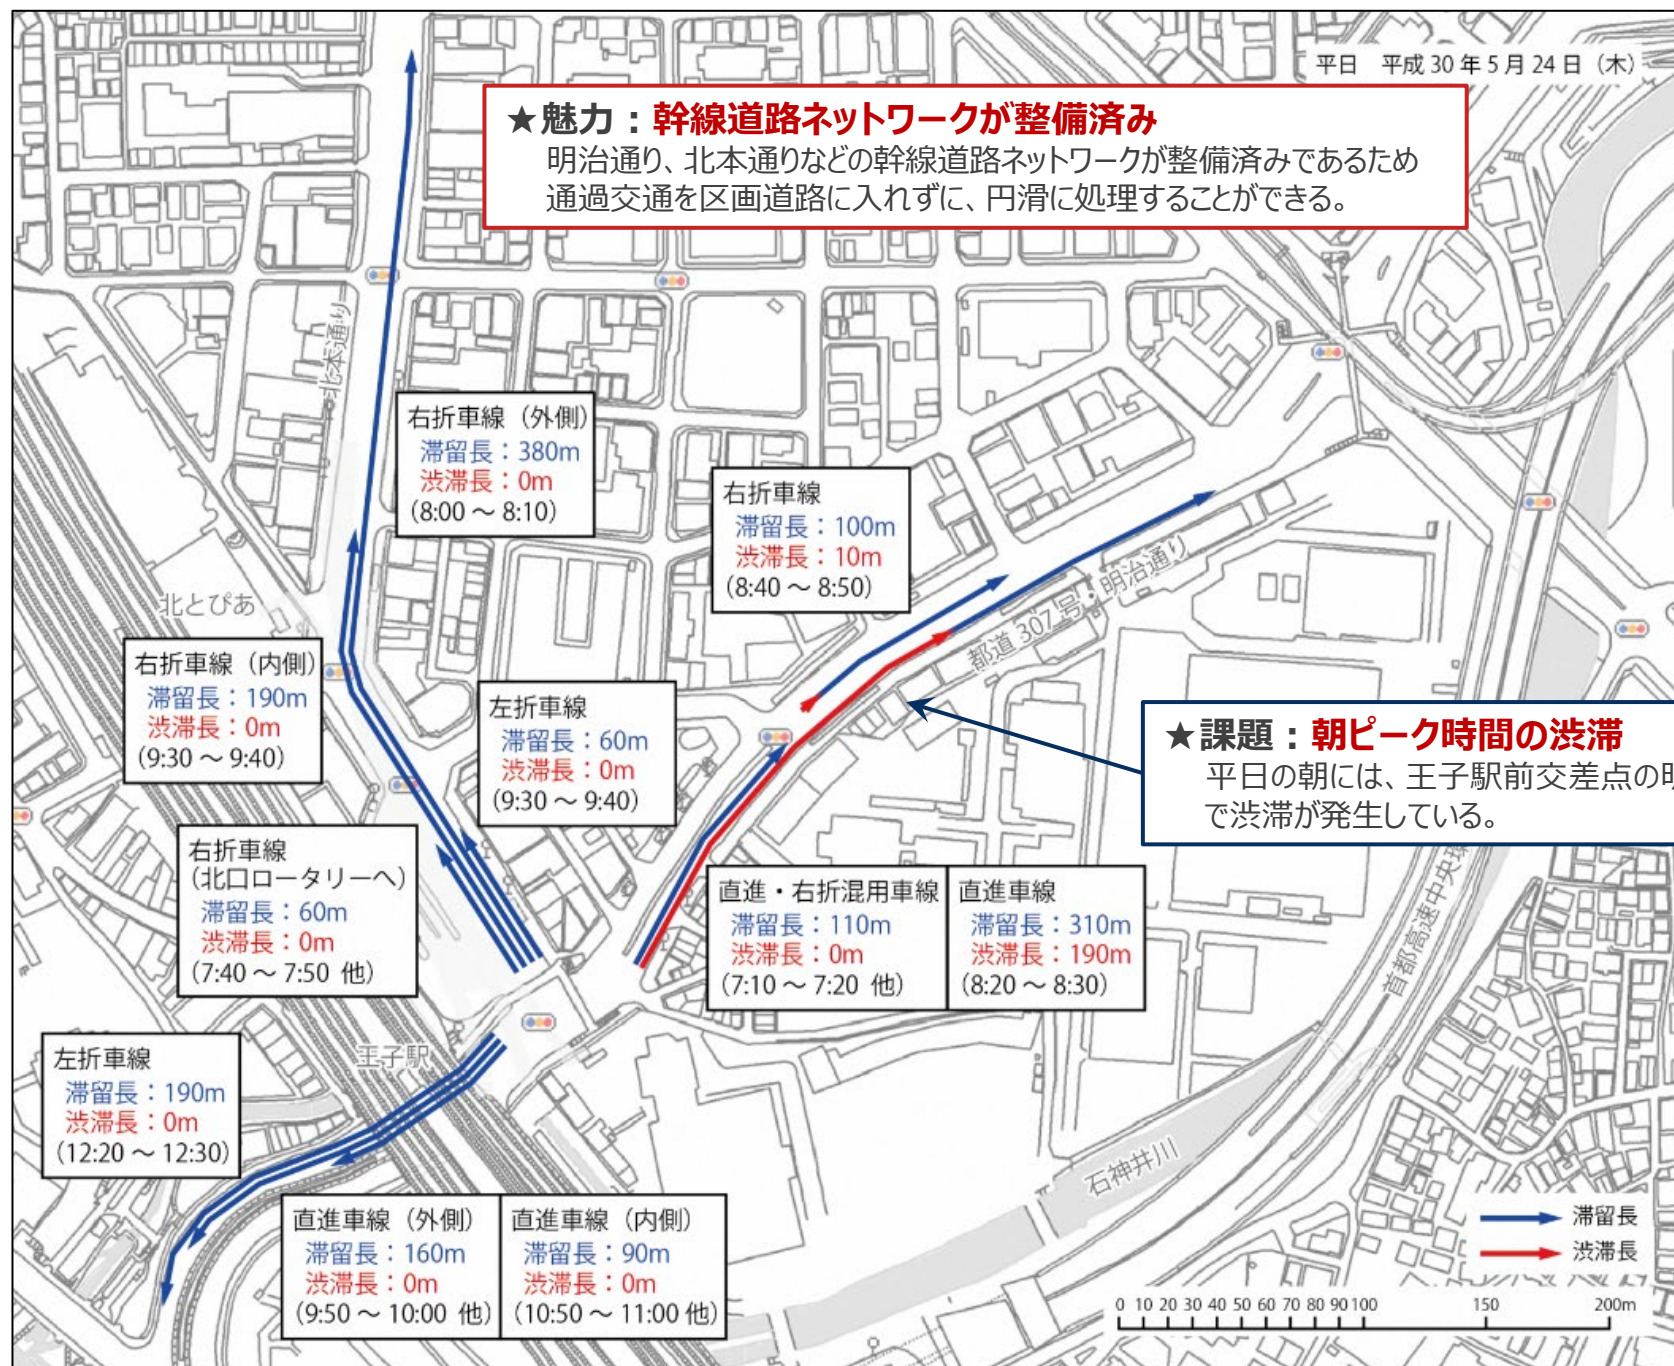 平日 平成30年5月24日（木）
★魅力：幹線道路ネットワークが整備済み
明治通り、北本通りなどの幹線道路ネットワークが整備済みであるため
通過交通を区画道路に入れずに、円滑に処理することができる。
北本通り
右折車線（外側）
滞留長：380m
渋滞長：0m
(8:00～8:10)
右折車線
滞留長：100m
渋滞長：10m
(8:40～8:50)
北とぴあ
都道307号・明治通り
右折車線（内側）
滞留長：190m
渋滞長：0m
(9:30～9:40)
左折車線
滞留長：60m
渋滞長：0m
(9:30～9:40)
★課題：朝ピーク時間の渋滞
平日の朝には、王子駅前交差点の明
で渋滞が発生している。
右折車線
（北口ロータリーへ）
滞留長：60m
渋滞長：0m
(7:40～7:50 他)
直進・右折混用車線
滞留長：110m
渋滞長：0m
(7:10～7:20 他)
直進車線
滞留長：310m
渋滞長：190m
(8:20～8:30)
首都高速中央環
王子駅
左折車線
滞留長：190m
渋滞長：0m
(12:20～12:30)
石神井川
直進車線（外側）
滞留長：160m
渋滞長：0m
(9:50～10:00 他)
直進車線（内側）
滞留長：90m
渋滞長：0m
(10:50～11:00 他)
滞留長
渋滞長
0 10 20 30 40 50 60 70 80 90 100 150 200m